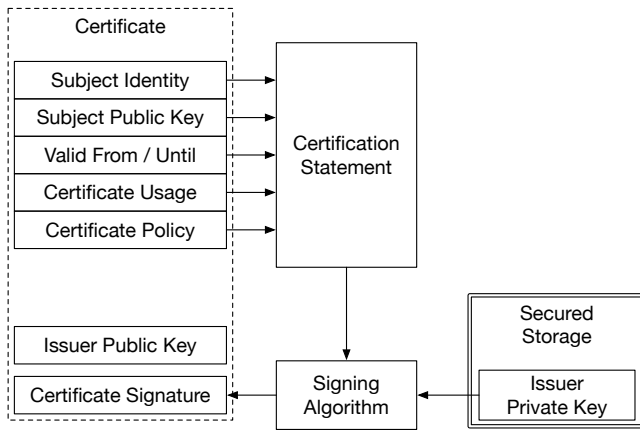 Certificate
Subject Identity
Subject Public Key
Valid From / Until
Certificate Usage
Certificate Policy
Certification
Statement
Issuer Public Key
Certificate Signature
Signing
Algorithm
Secured
Storage
Issuer
Private Key